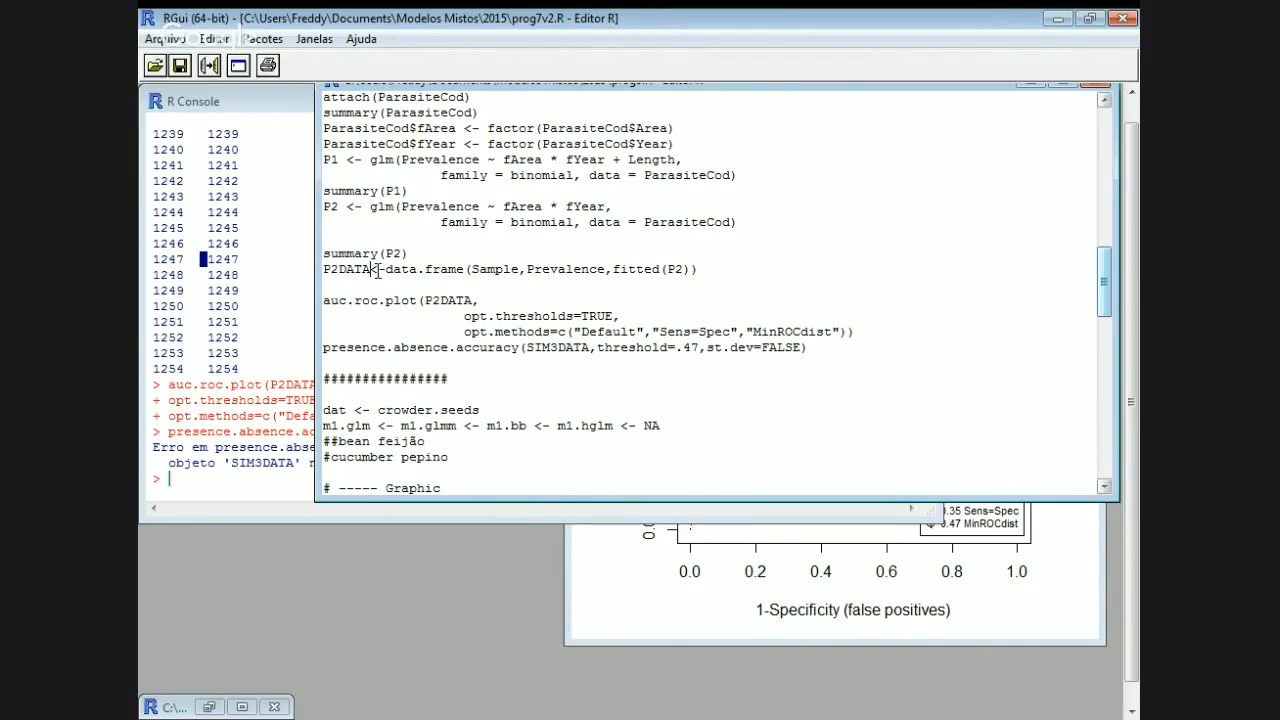 RGui (64-bit) - [C:\Users\Freddy\Documents\Modelos Mistos\2015\prog7v2.R - Editor R]
Arquivo Editar Pacotes Janelas Ajuda
R Console
1239 1239
1240 1240
1241 1241
1242 1242
1243 1243
1244 1244
1245 1245
1246 1246
1247 1247
1248 1248
1249 1249
1250 1250
1251 1251
1252 1252
1253 1253
1254 1254
> auc.roc.plot(P2DATA
+ opt.thresholds=TRUE
+ opt.methods=c("Defa
> presence.absence.ac
Erro em presence.abse
objeto 'SIM3DATA' n
>
attach(ParasiteCod)
summary(ParasiteCod)
ParasiteCod$fArea <- factor(ParasiteCod$Area)
ParasiteCod$fYear <- factor(ParasiteCod$Year)
P1 <- glm(Prevalence ~ fArea * fYear + Length,
family = binomial, data = ParasiteCod)
summary(P1)
P2 <- glm(Prevalence ~ fArea * fYear,
family = binomial, data = ParasiteCod)
summary(P2)
P2DATA<-data.frame(Sample,Prevalence,fitted(P2))
auc.roc.plot(P2DATA,
opt.thresholds=TRUE,
opt.methods=c("Default","Sens=Spec","MinROCdist"))
presence.absence.accuracy(SIM3DATA,threshold=.47,st.dev=FALSE)
################
dat <- crowder.seeds
m1.glm <- m1.glmm <- m1.bb <- m1.hglm <- NA
##bean feijão
#cucumber pepino
# ----- Graphic
0.35 Sens=Spec
0.47 MinROCdist
0.0 0.2 0.4 0.6 0.8 1.0
1-Specificity (false positives)
C:\...